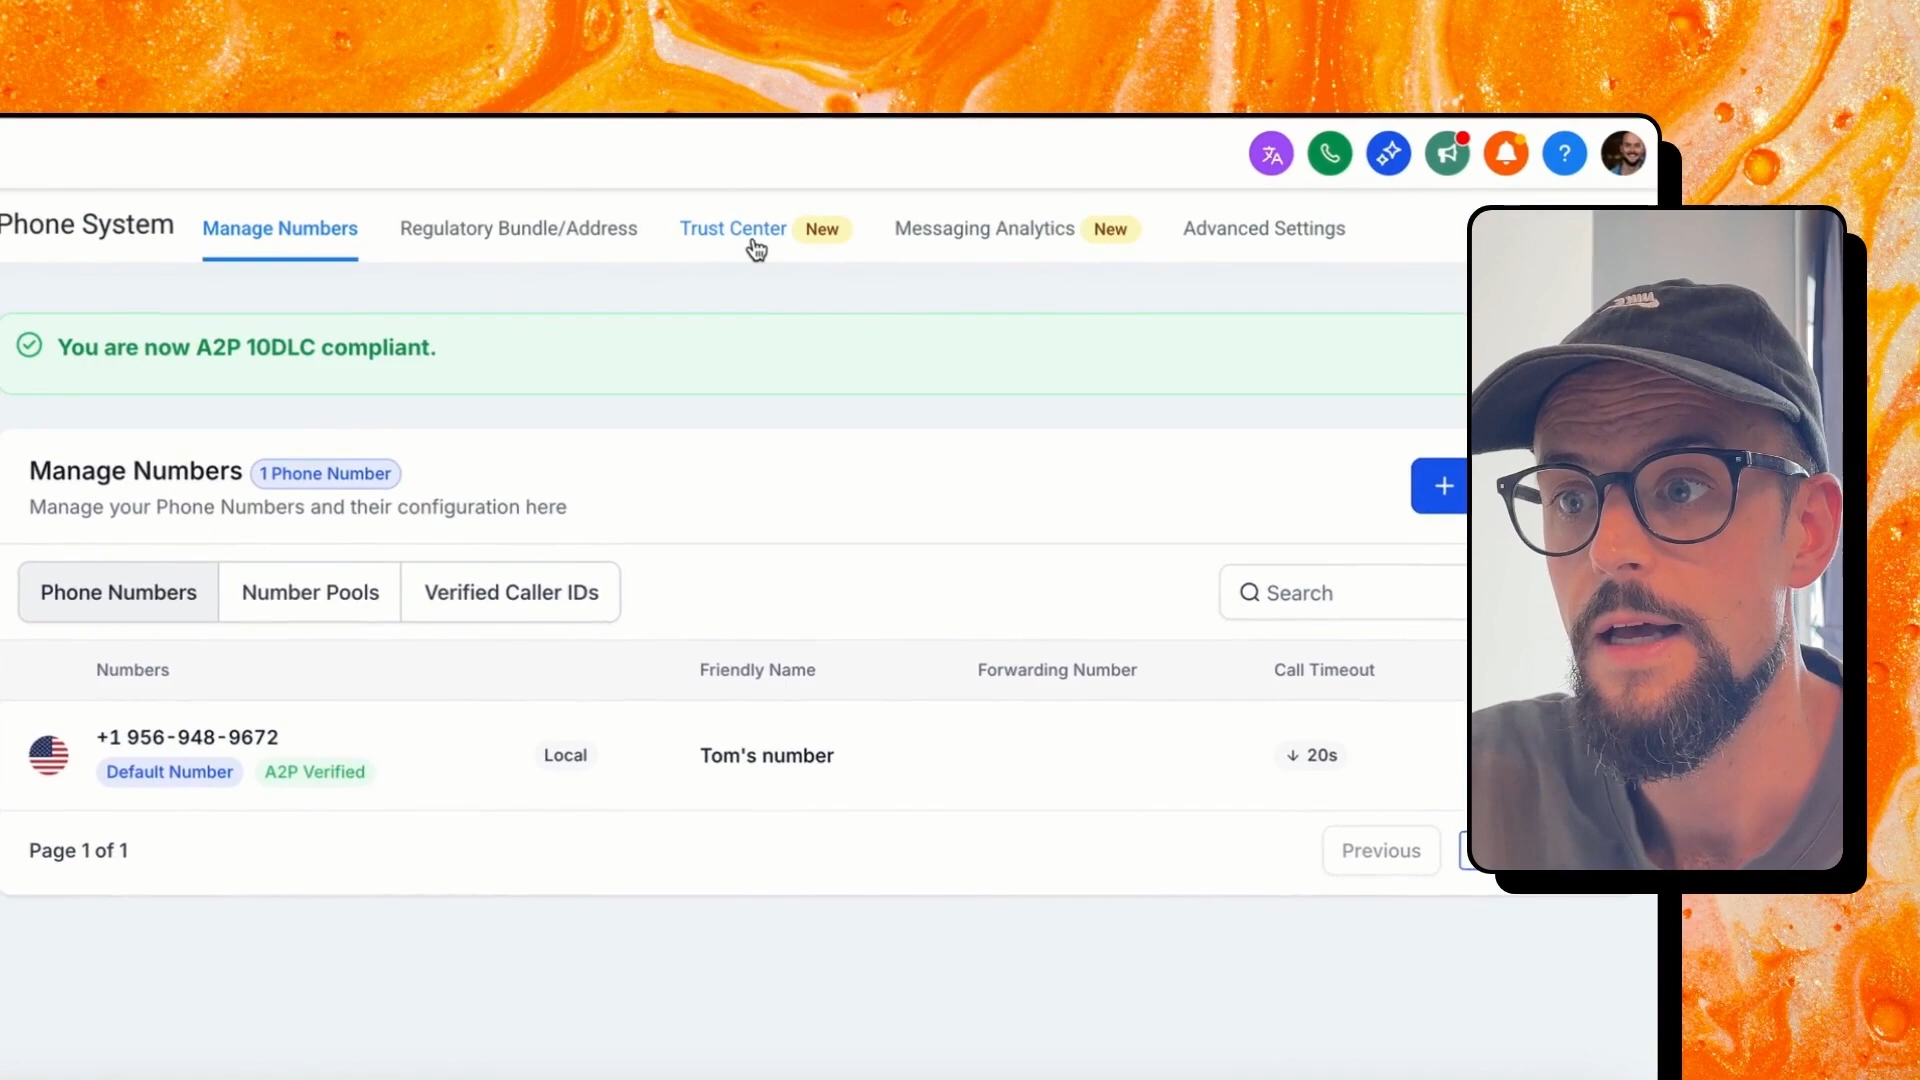 Phone System
Manage Numbers
Regulatory Bundle/Address
Trust Center
New
Messaging Analytics
New
Advanced Settings
You are now A2P 10DLC compliant.
Manage Numbers
1 Phone Number
Manage your Phone Numbers and their configuration here
+
Phone Numbers
Number Pools
Verified Caller IDs
Search
Numbers
Friendly Name
Forwarding Number
Call Timeout
+1 956-948-9672
Default Number
A2P Verified
Local
Tom's number
↓ 20s
Page 1 of 1
Previous